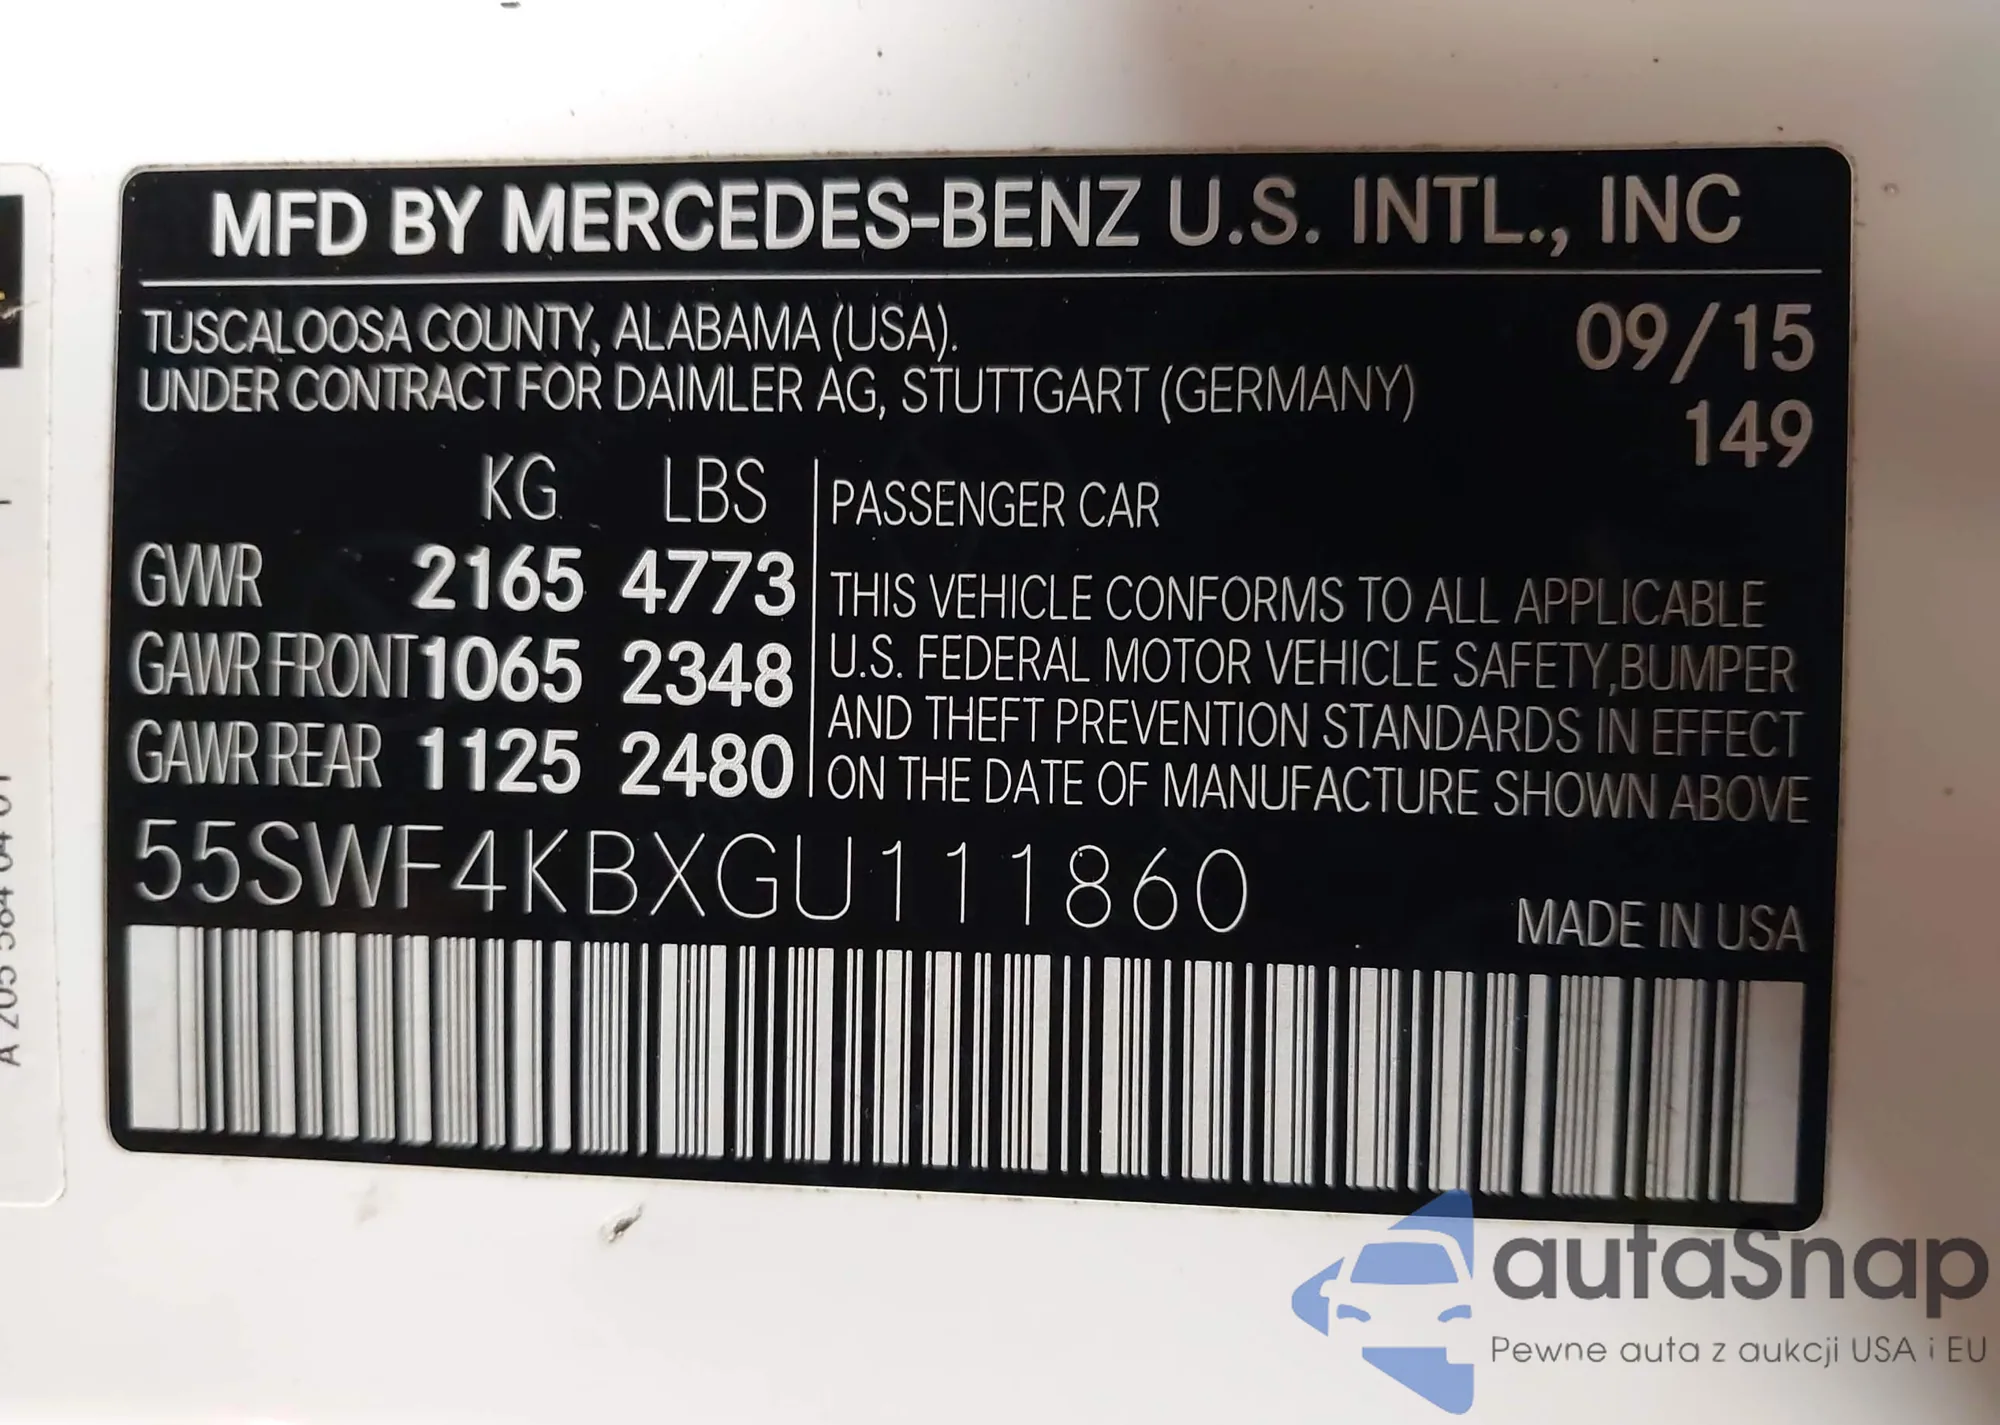 MFD BY MERCEDES-BENZ U.S. INTL., INC
TUSCALOOSA COUNTY, ALABAMA (USA).
UNDER CONTRACT FOR DAIMLER AG, STUTTGART (GERMANY)
09/15
149
KG LBS
GVWR 2165 4773
GAWR FRONT 1065 2348
GAWR REAR 1125 2480
PASSENGER CAR
THIS VEHICLE CONFORMS TO ALL APPLICABLE
U.S. FEDERAL MOTOR VEHICLE SAFETY,BUMPER
AND THEFT PREVENTION STANDARDS IN EFFECT
ON THE DATE OF MANUFACTURE SHOWN ABOVE
55SWF4KBXGU111860
MADE IN USA
A 205 584
autaSnap
Pewne auta z aukcji USA i EU